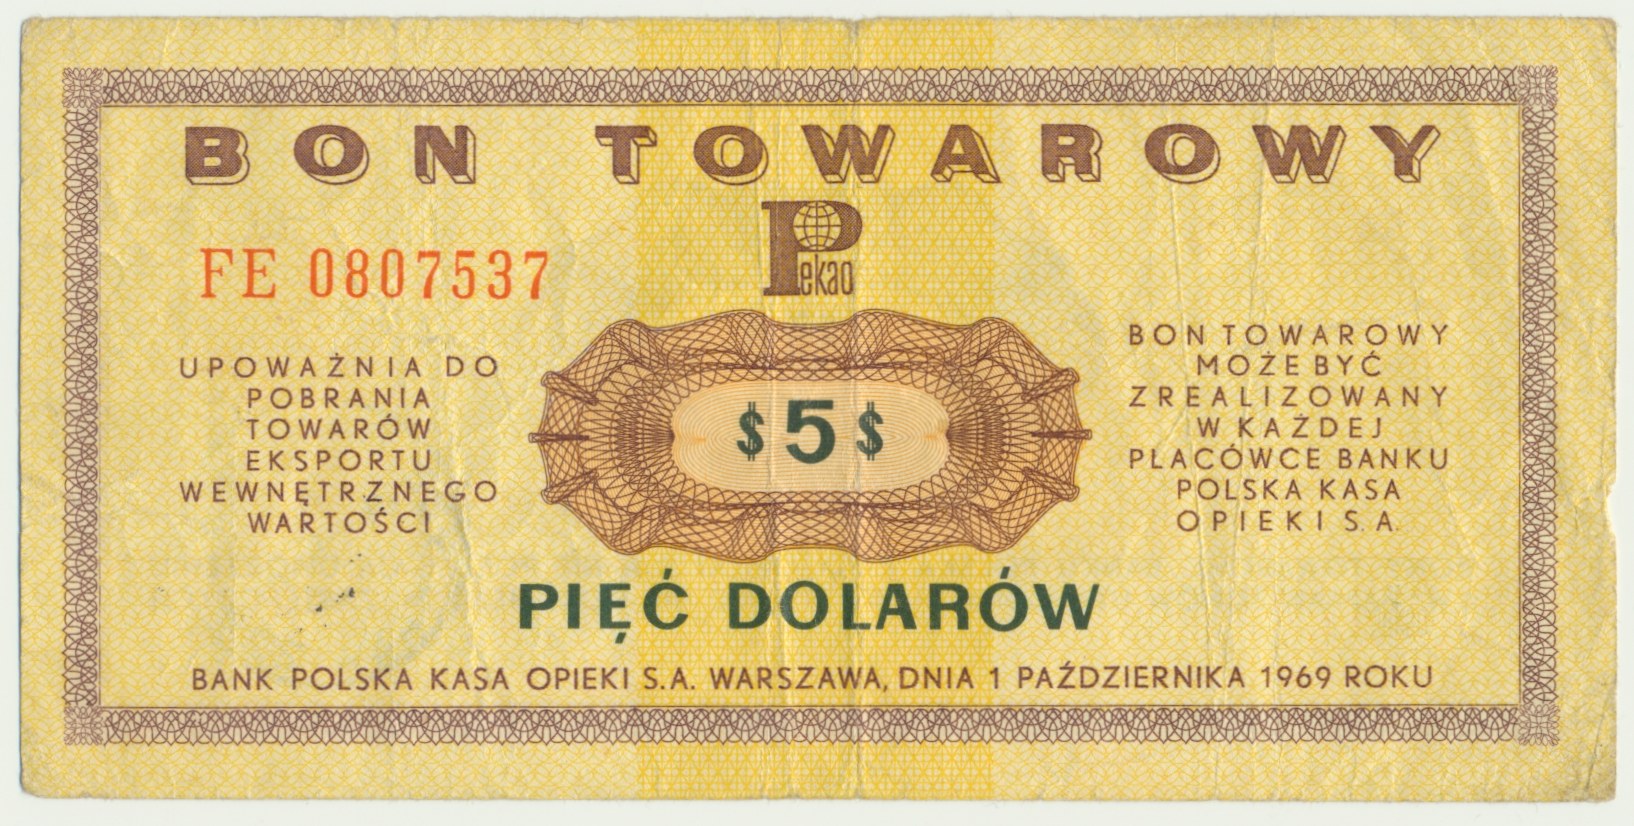 BON TOWAROWY
Pekao
FE 0807537
UPOWAŻNIA DO
POBRANIA
TOWARÓW
EKSPORTU
WEWNĘTRZNEGO
WARTOŚCI
$5$
BON TOWAROWY
MOŻE BYĆ
ZREALIZOWANY
W KAŻDEJ
PLACÓWCE BANKU
POLSKA KASA
OPIEKI S.A.
PIĘĆ DOLARÓW
BANK POLSKA KASA OPIEKI S.A. WARSZAWA, DNIA 1 PAŹDZIERNIKA 1969 ROKU